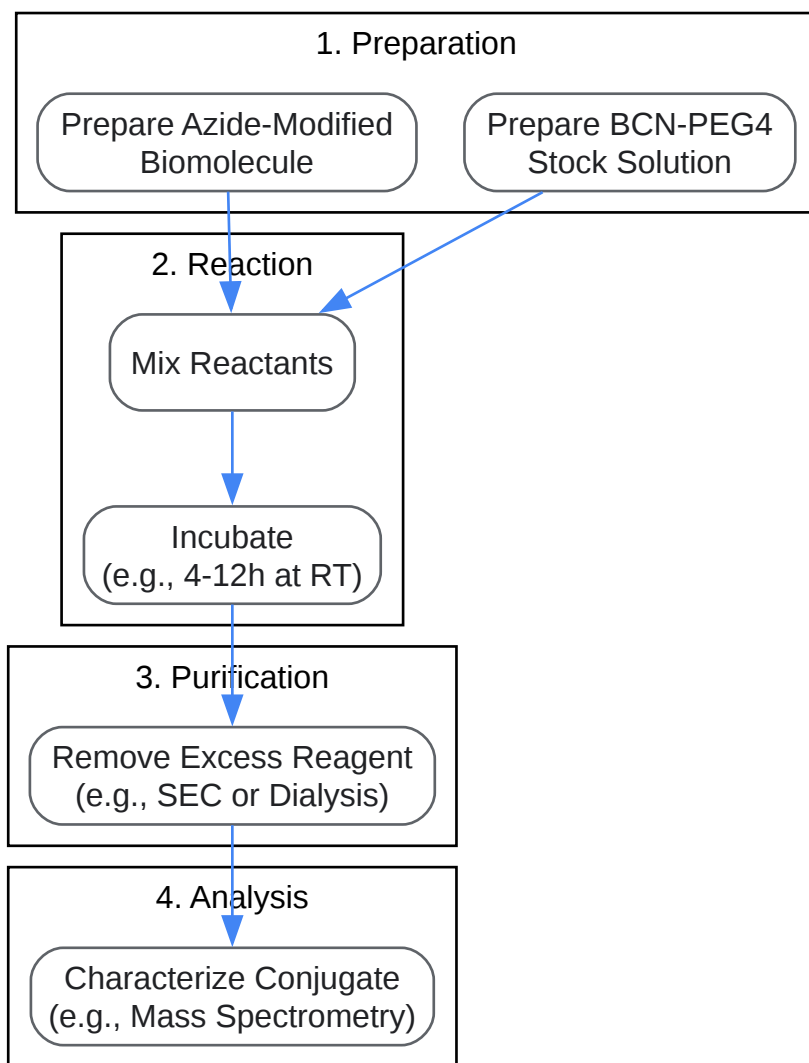 1. Preparation
Prepare Azide-Modified
Biomolecule
Prepare BCN-PEG4
Stock Solution
2. Reaction
Mix Reactants
Incubate
(e.g., 4-12h at RT)
3. Purification
Remove Excess Reagent
(e.g., SEC or Dialysis)
4. Analysis
Characterize Conjugate
(e.g., Mass Spectrometry)